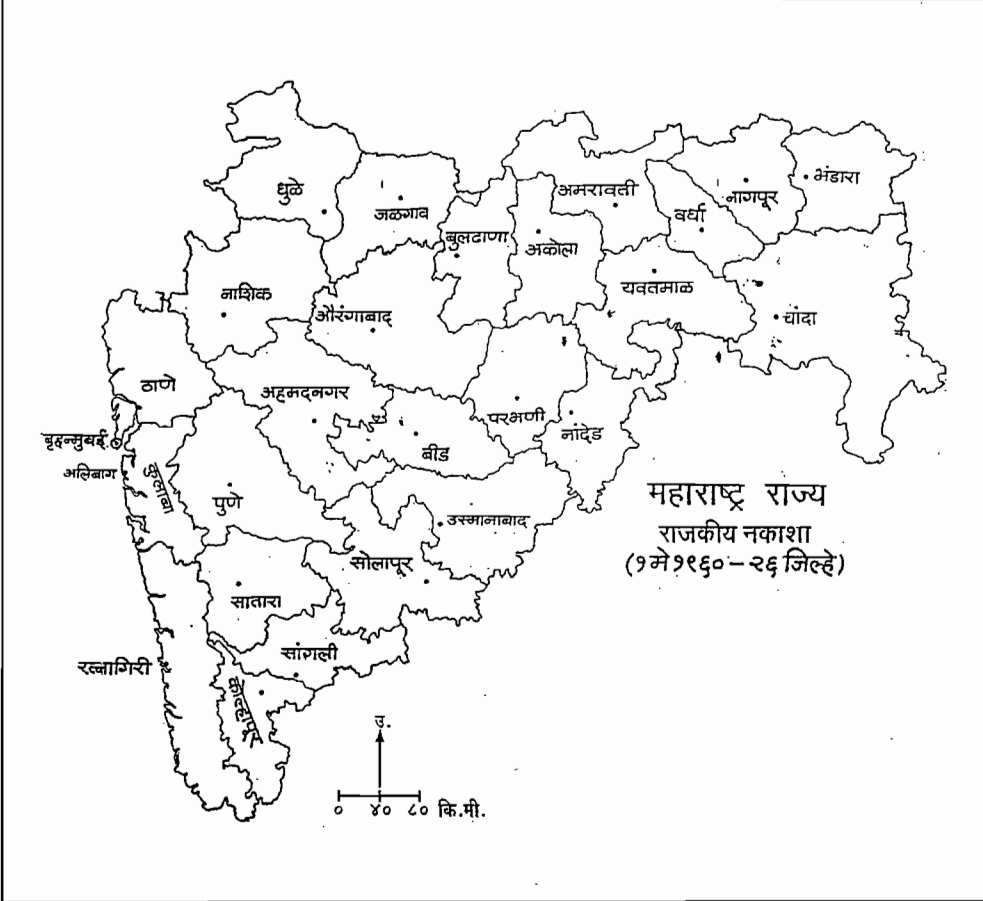 धुळे
जळगाव
बुलढाणा
अकोला
अमरावती
वर्धा
नागपूर
भंडारा
नाशिक
औरंगाबाद
यवतमाळ
चांदा
ठाणे
अहमदनगर
परभणी
नांदेड
बृहन्मुंबई
अलिबाग
कुलाबा
पुणे
बीड
उस्मानाबाद
महाराष्ट्र राज्य
राजकीय नकाशा
(१मे१९६०-२६ जिल्हे)
सोलापूर
सातारा
सांगली
रत्नागिरी
कोल्हापूर
उ.
० ४० ८० कि.मी.